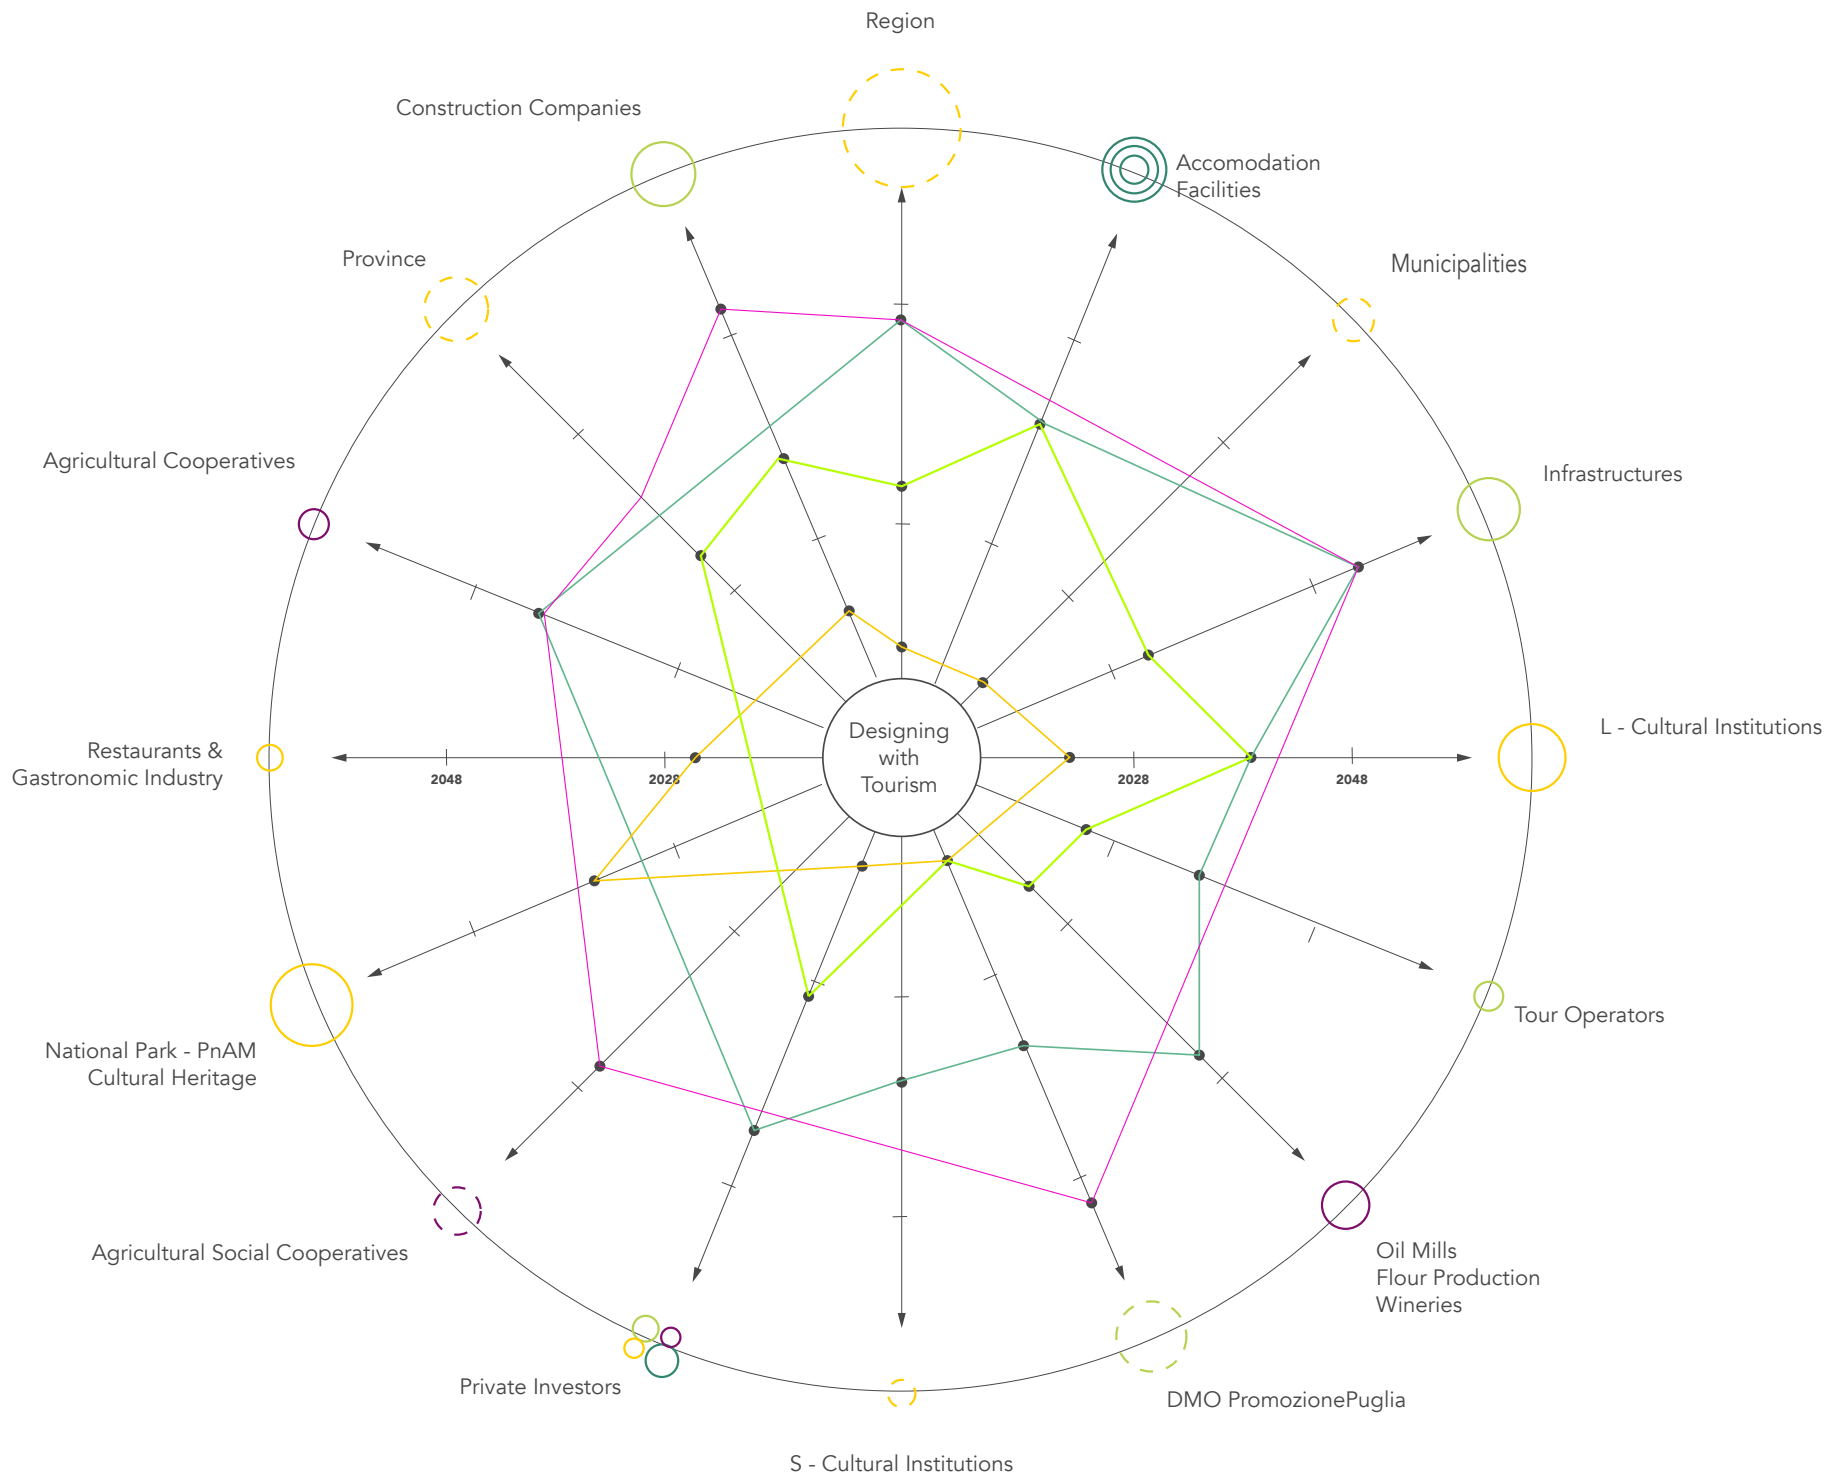 Region
Construction Companies
Accomodation
Facilities
Province
Municipalities
Agricultural Cooperatives
Infrastructures
Restaurants &
Gastronomic Industry
2048
2028
Designing
with
Tourism
2028
2048
L - Cultural Institutions
Tour Operators
National Park - PnAM
Cultural Heritage
Agricultural Social Cooperatives
Oil Mills
Flour Production
Wineries
Private Investors
DMO PromozionePuglia
S - Cultural Institutions